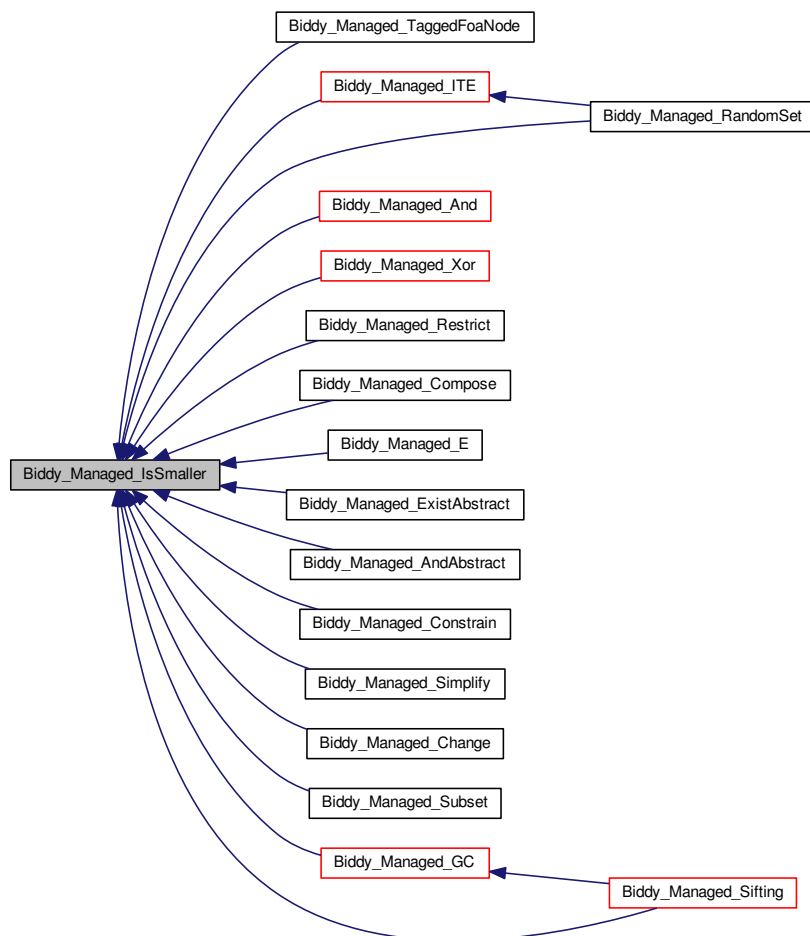 Biddy_Managed_TaggedFoaNode
Biddy_Managed_ITE
Biddy_Managed_RandomSet
Biddy_Managed_And
Biddy_Managed_Xor
Biddy_Managed_Restrict
Biddy_Managed_Compose
Biddy_Managed_E
Biddy_Managed_IsSmaller
Biddy_Managed_ExistAbstract
Biddy_Managed_AndAbstract
Biddy_Managed_Constrain
Biddy_Managed_Simplify
Biddy_Managed_Change
Biddy_Managed_Subset
Biddy_Managed_GC
Biddy_Managed_Sifting